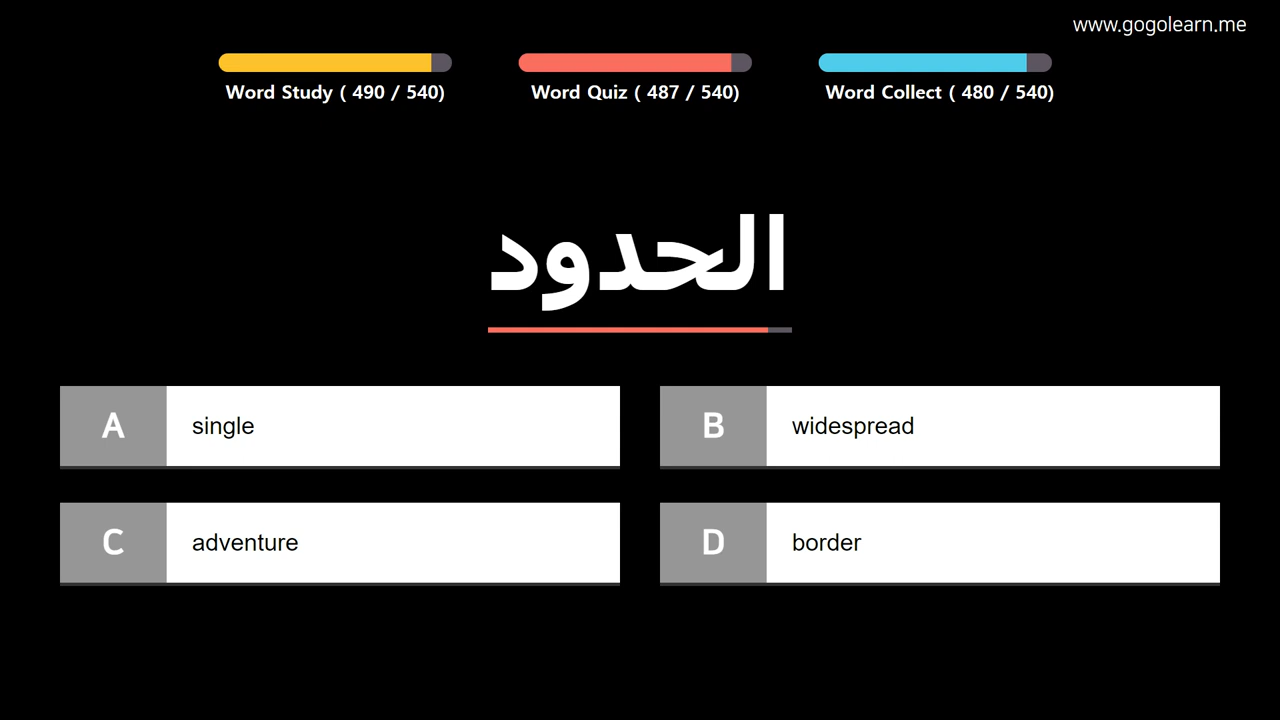 www.gogolearn.me
Word Study ( 490 / 540)
Word Quiz ( 487 / 540)
Word Collect ( 480 / 540)
الحدود
A single
B widespread
C adventure
D border